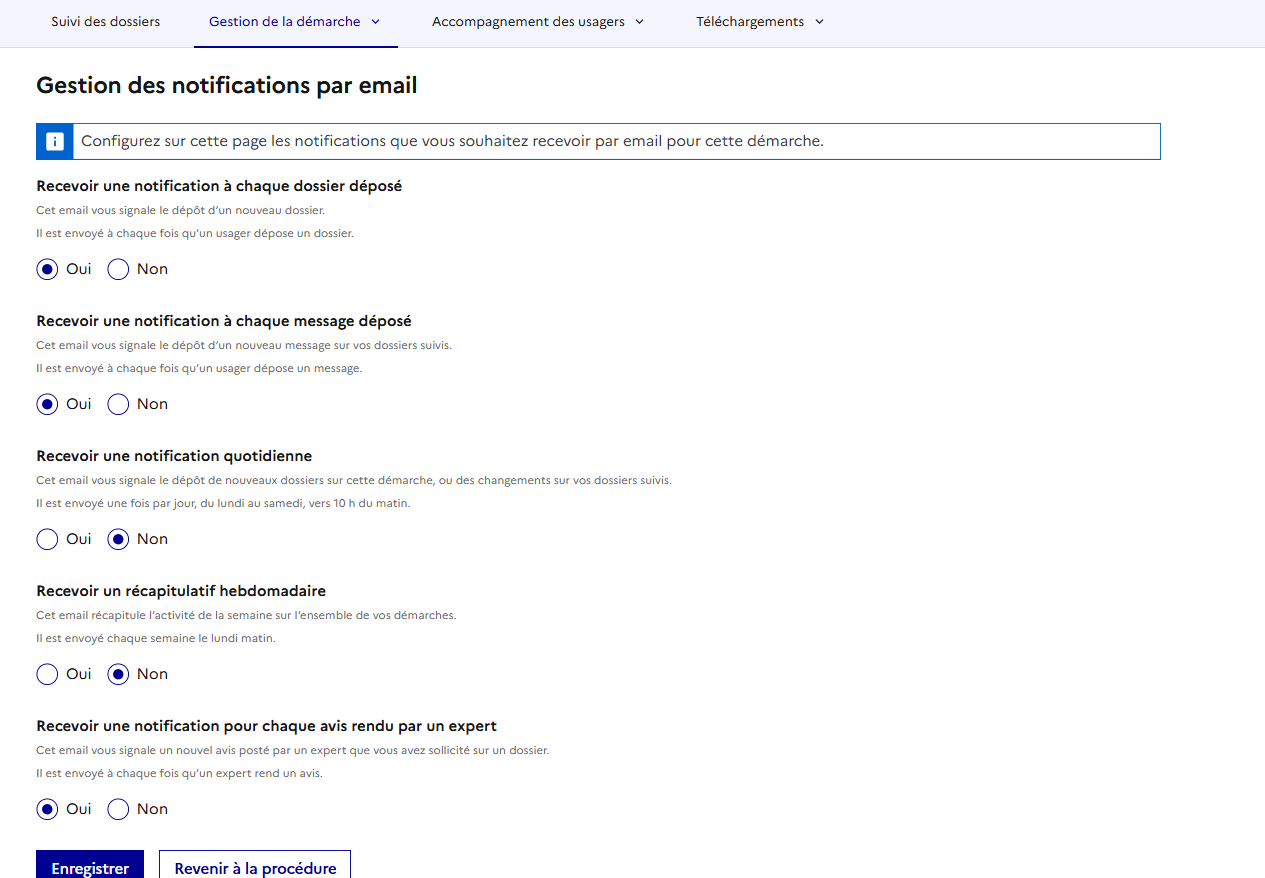 Suivi des dossiers Gestion de la démarche Accompagnement des usagers Téléchargements
Gestion des notifications par email
Configurez sur cette page les notifications que vous souhaitez recevoir par email pour cette démarche.
Recevoir une notification à chaque dossier déposé
Cet email vous signale le dépôt d’un nouveau dossier.
Il est envoyé à chaque fois qu’un usager dépose un dossier.
Oui Non
Recevoir une notification à chaque message déposé
Cet email vous signale le dépôt d’un nouveau message sur vos dossiers suivis.
Il est envoyé à chaque fois qu’un usager dépose un message.
Oui Non
Recevoir une notification quotidienne
Cet email vous signale le dépôt de nouveaux dossiers sur cette démarche, ou des changements sur vos dossiers suivis.
Il est envoyé une fois par jour, du lundi au samedi, vers 10 h du matin.
Oui Non
Recevoir un récapitulatif hebdomadaire
Cet email récapitule l’activité de la semaine sur l’ensemble de vos démarches.
Il est envoyé chaque semaine le lundi matin.
Oui Non
Recevoir une notification pour chaque avis rendu par un expert
Cet email vous signale un nouvel avis posté par un expert que vous avez sollicité sur un dossier.
Il est envoyé à chaque fois qu’un expert rend un avis.
Oui Non
Enregistrer Revenir à la procédure